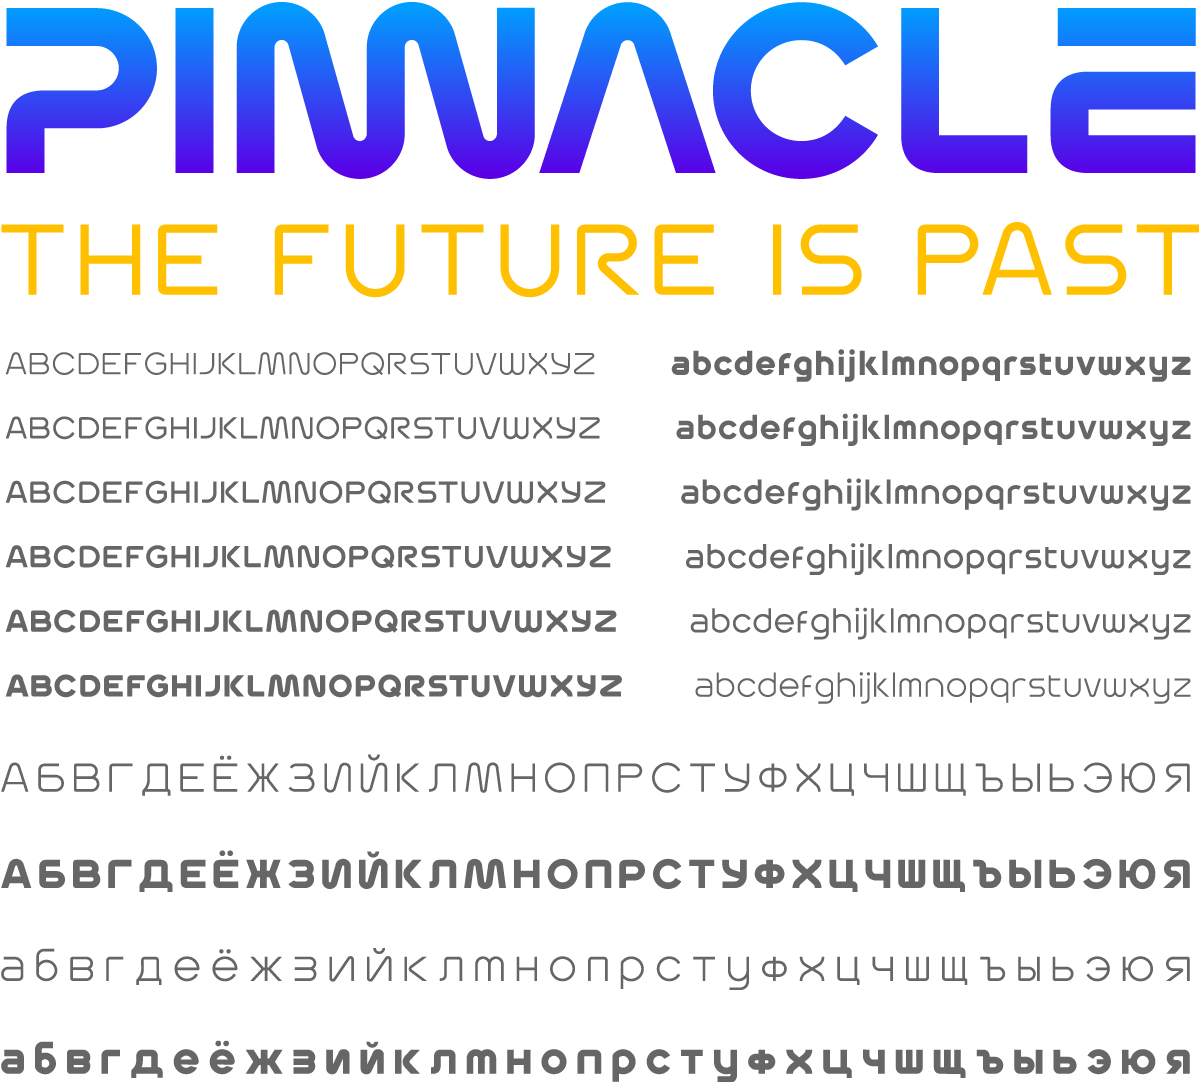 PINNACLE
THE FUTURE IS PAST
ABCDEFGHIJKLMNOPQRSTUVWXYZ
abcdefghijklmnopqrstuvwxyz
ABCDEFGHIJKLMNOPQRSTUVWXYZ
abcdefghijklmnopqrstuvwxyz
ABCDEFGHIJKLMNOPQRSTUVWXYZ
abcdefghijklmnopqrstuvwxyz
ABCDEFGHIJKLMNOPQRSTUVWXYZ
abcdefghijklmnopqrstuvwxyz
ABCDEFGHIJKLMNOPQRSTUVWXYZ
abcdefghijklmnopqrstuvwxyz
ABCDEFGHIJKLMNOPQRSTUVWXYZ
abcdefghijklmnopqrstuvwxyz
АБВГДЕЁЖЗИЙКЛМНОПРСТУФХЦЧШЩЪЫЬЭЮЯ
АБВГДЕЁЖЗИЙКЛМНОПРСТУФХЦЧШЩЪЫЬЭЮЯ
абвгдеёжзийклмнопрстуфхцчшщъыьэюя
абвгдеёжзийклмнопрстуфхцчшщъыьэюя